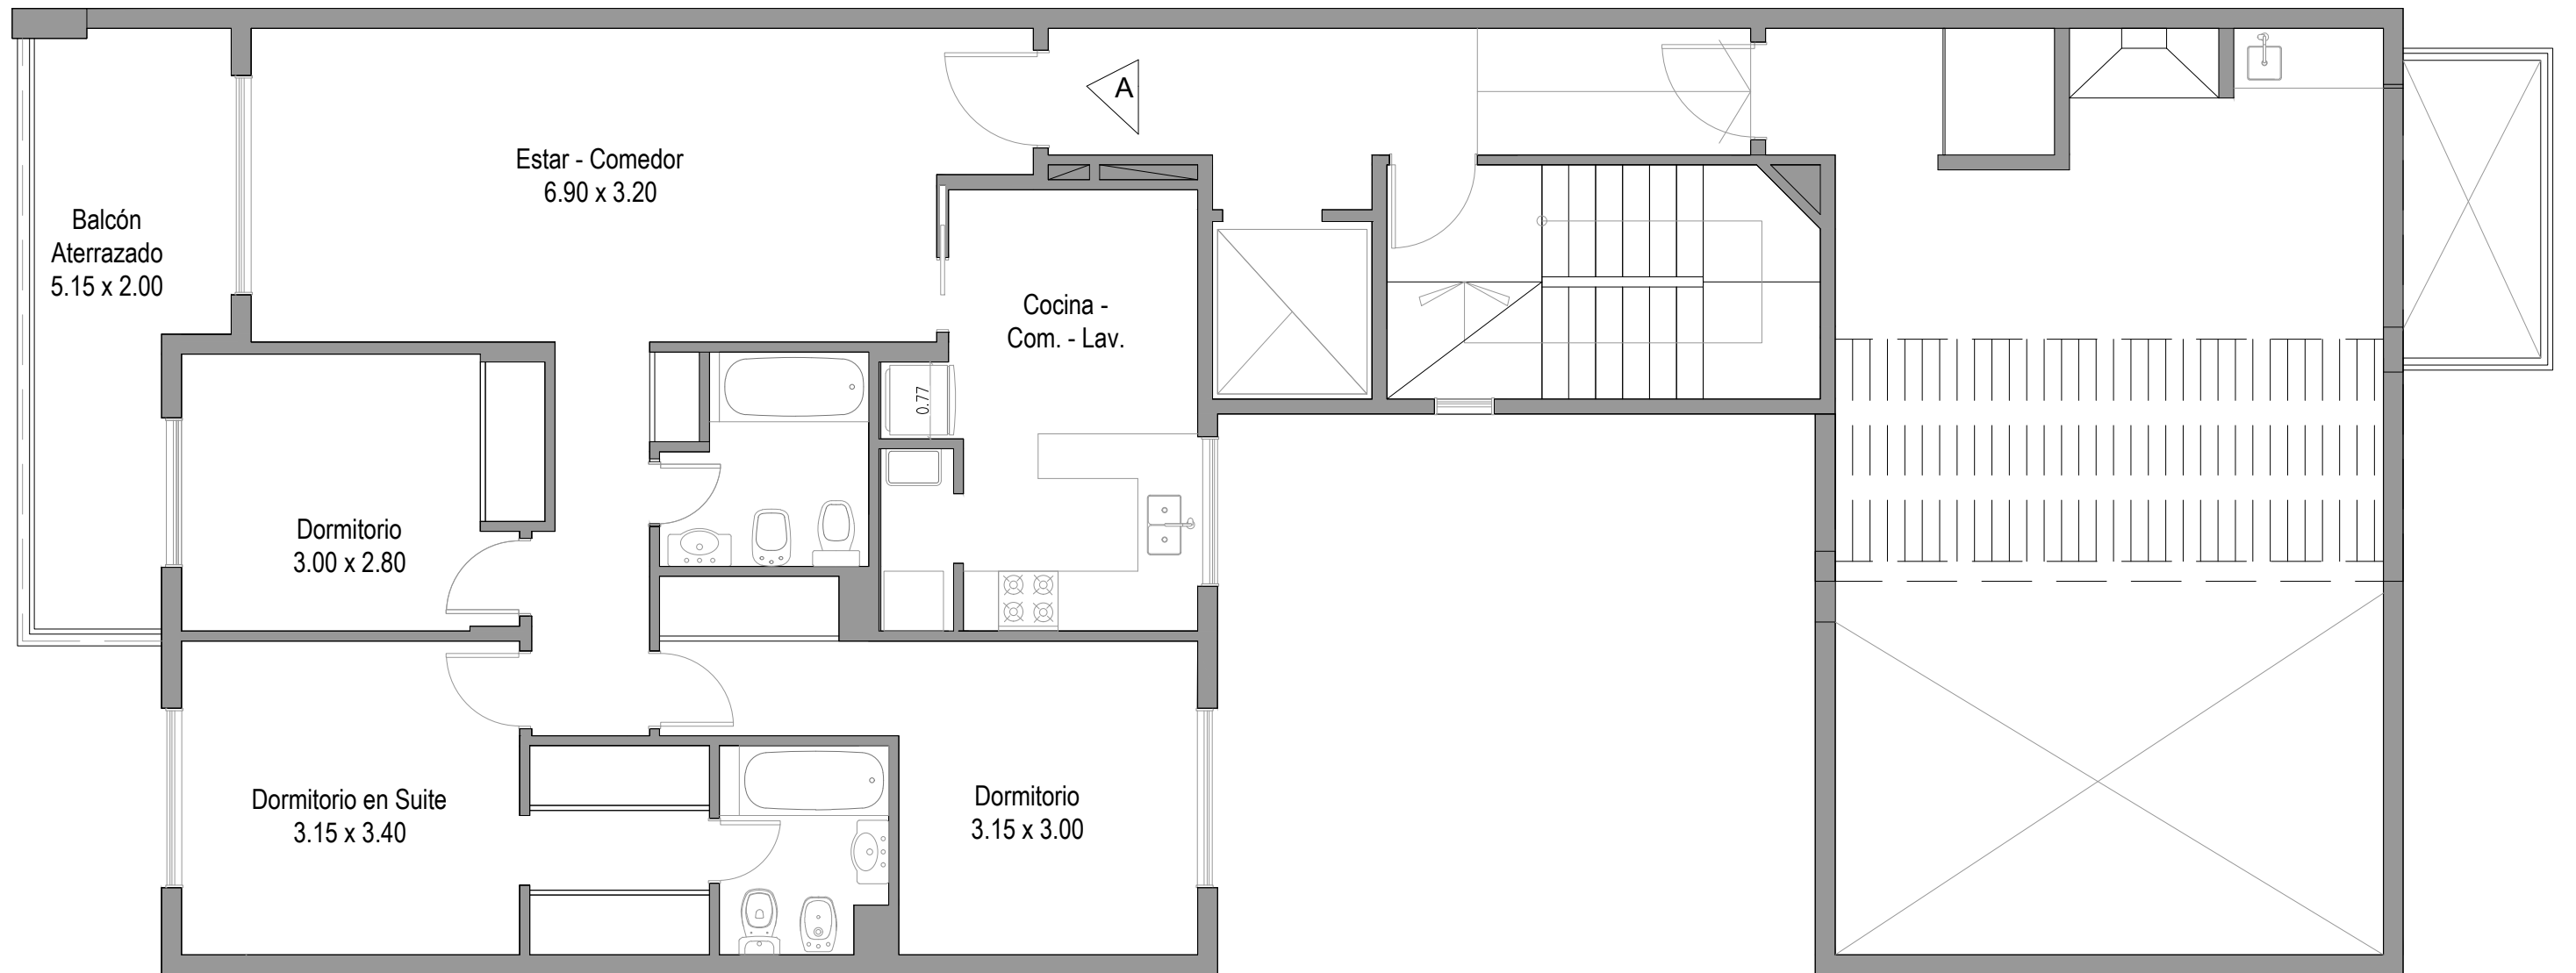 A
Estar - Comedor
6.90 x 3.20
Balcón
Aterrazado
5.15 x 2.00
Cocina -
Com. - Lav.
0.77
Dormitorio
3.00 x 2.80
Dormitorio en Suite
3.15 x 3.40
Dormitorio
3.15 x 3.00